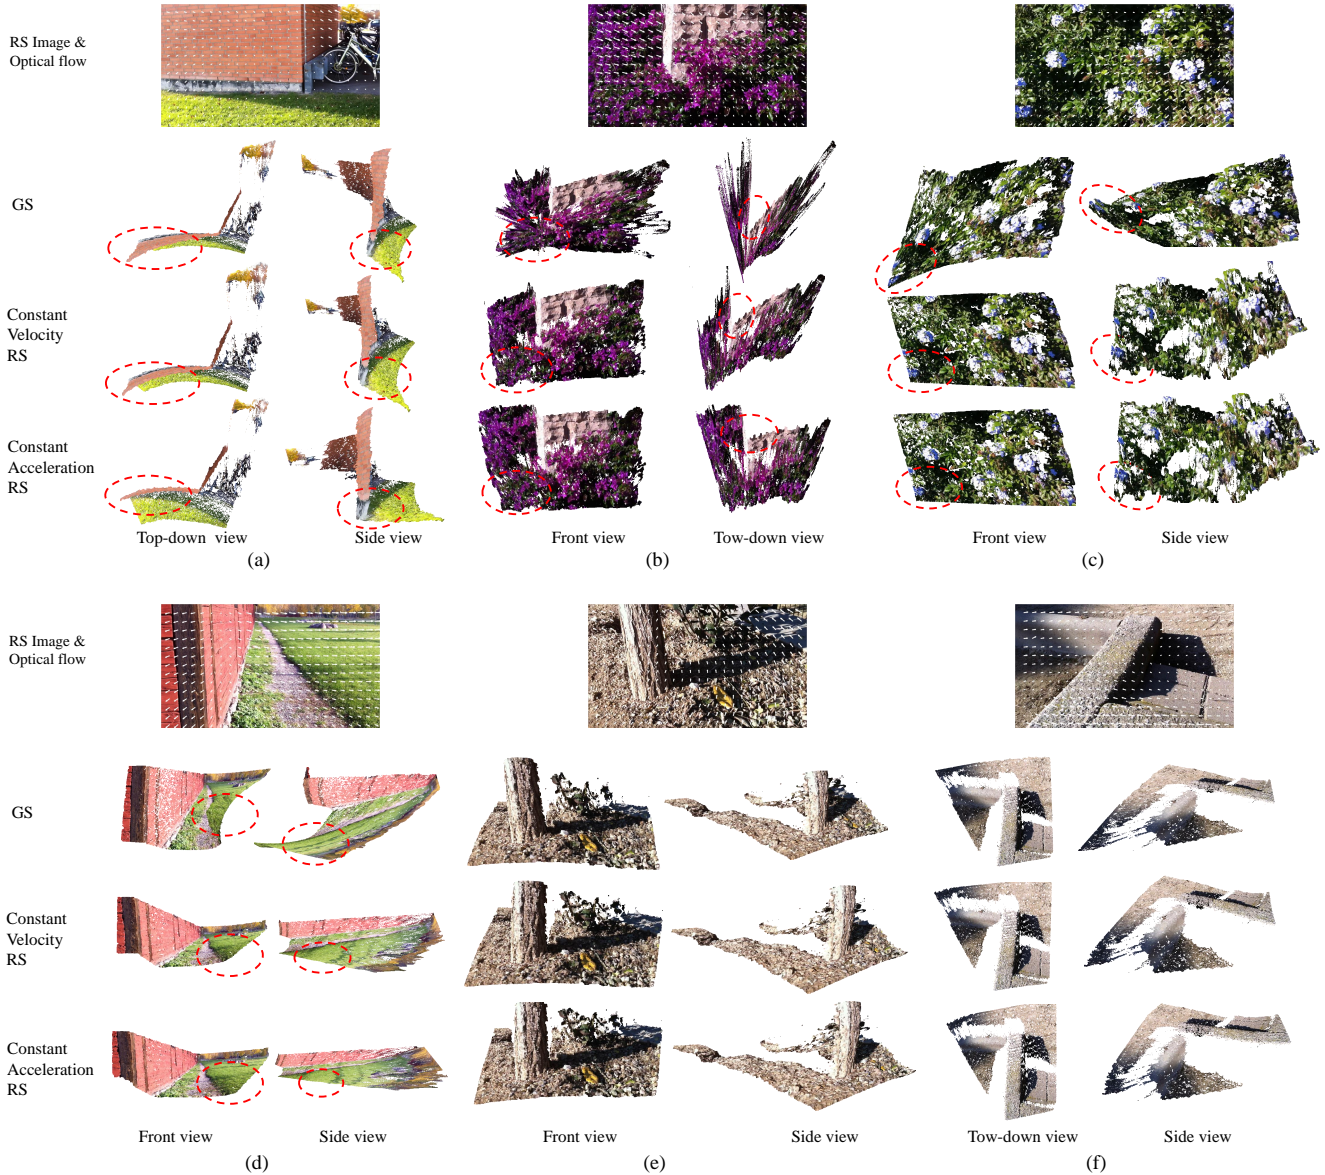 RS Image &
Optical flow
GS
Constant
Velocity
RS
Constant
Acceleration
RS
Top-down view
Side view
Front view
Tow-down view
Front view
Side view
(a)
(b)
(c)
RS Image &
Optical flow
GS
Constant
Velocity
RS
Constant
Acceleration
RS
Front view
Side view
Front view
Side view
Tow-down view
Side view
(d)
(e)
(f)